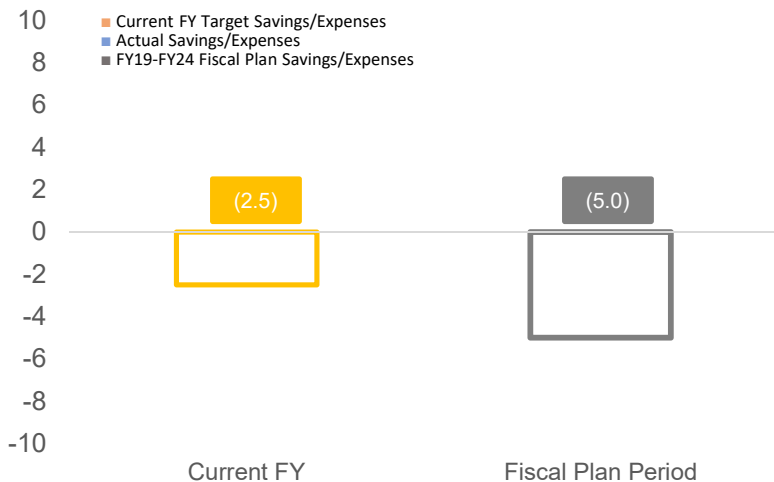 10
■ Current FY Target Savings/Expenses
■ Actual Savings/Expenses
8
■ FY19-FY24 Fiscal Plan Savings/Expenses
6
4
2
(2.5)
(5.0)
0
-2
-4
-6
-8
-10
Current FY
Fiscal Plan Period